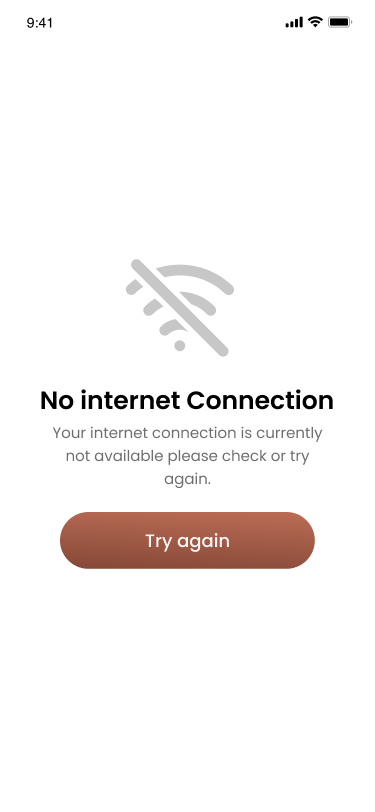 9:41
No internet Connection
Your internet connection is currently
not available please check or try
again.
Try again